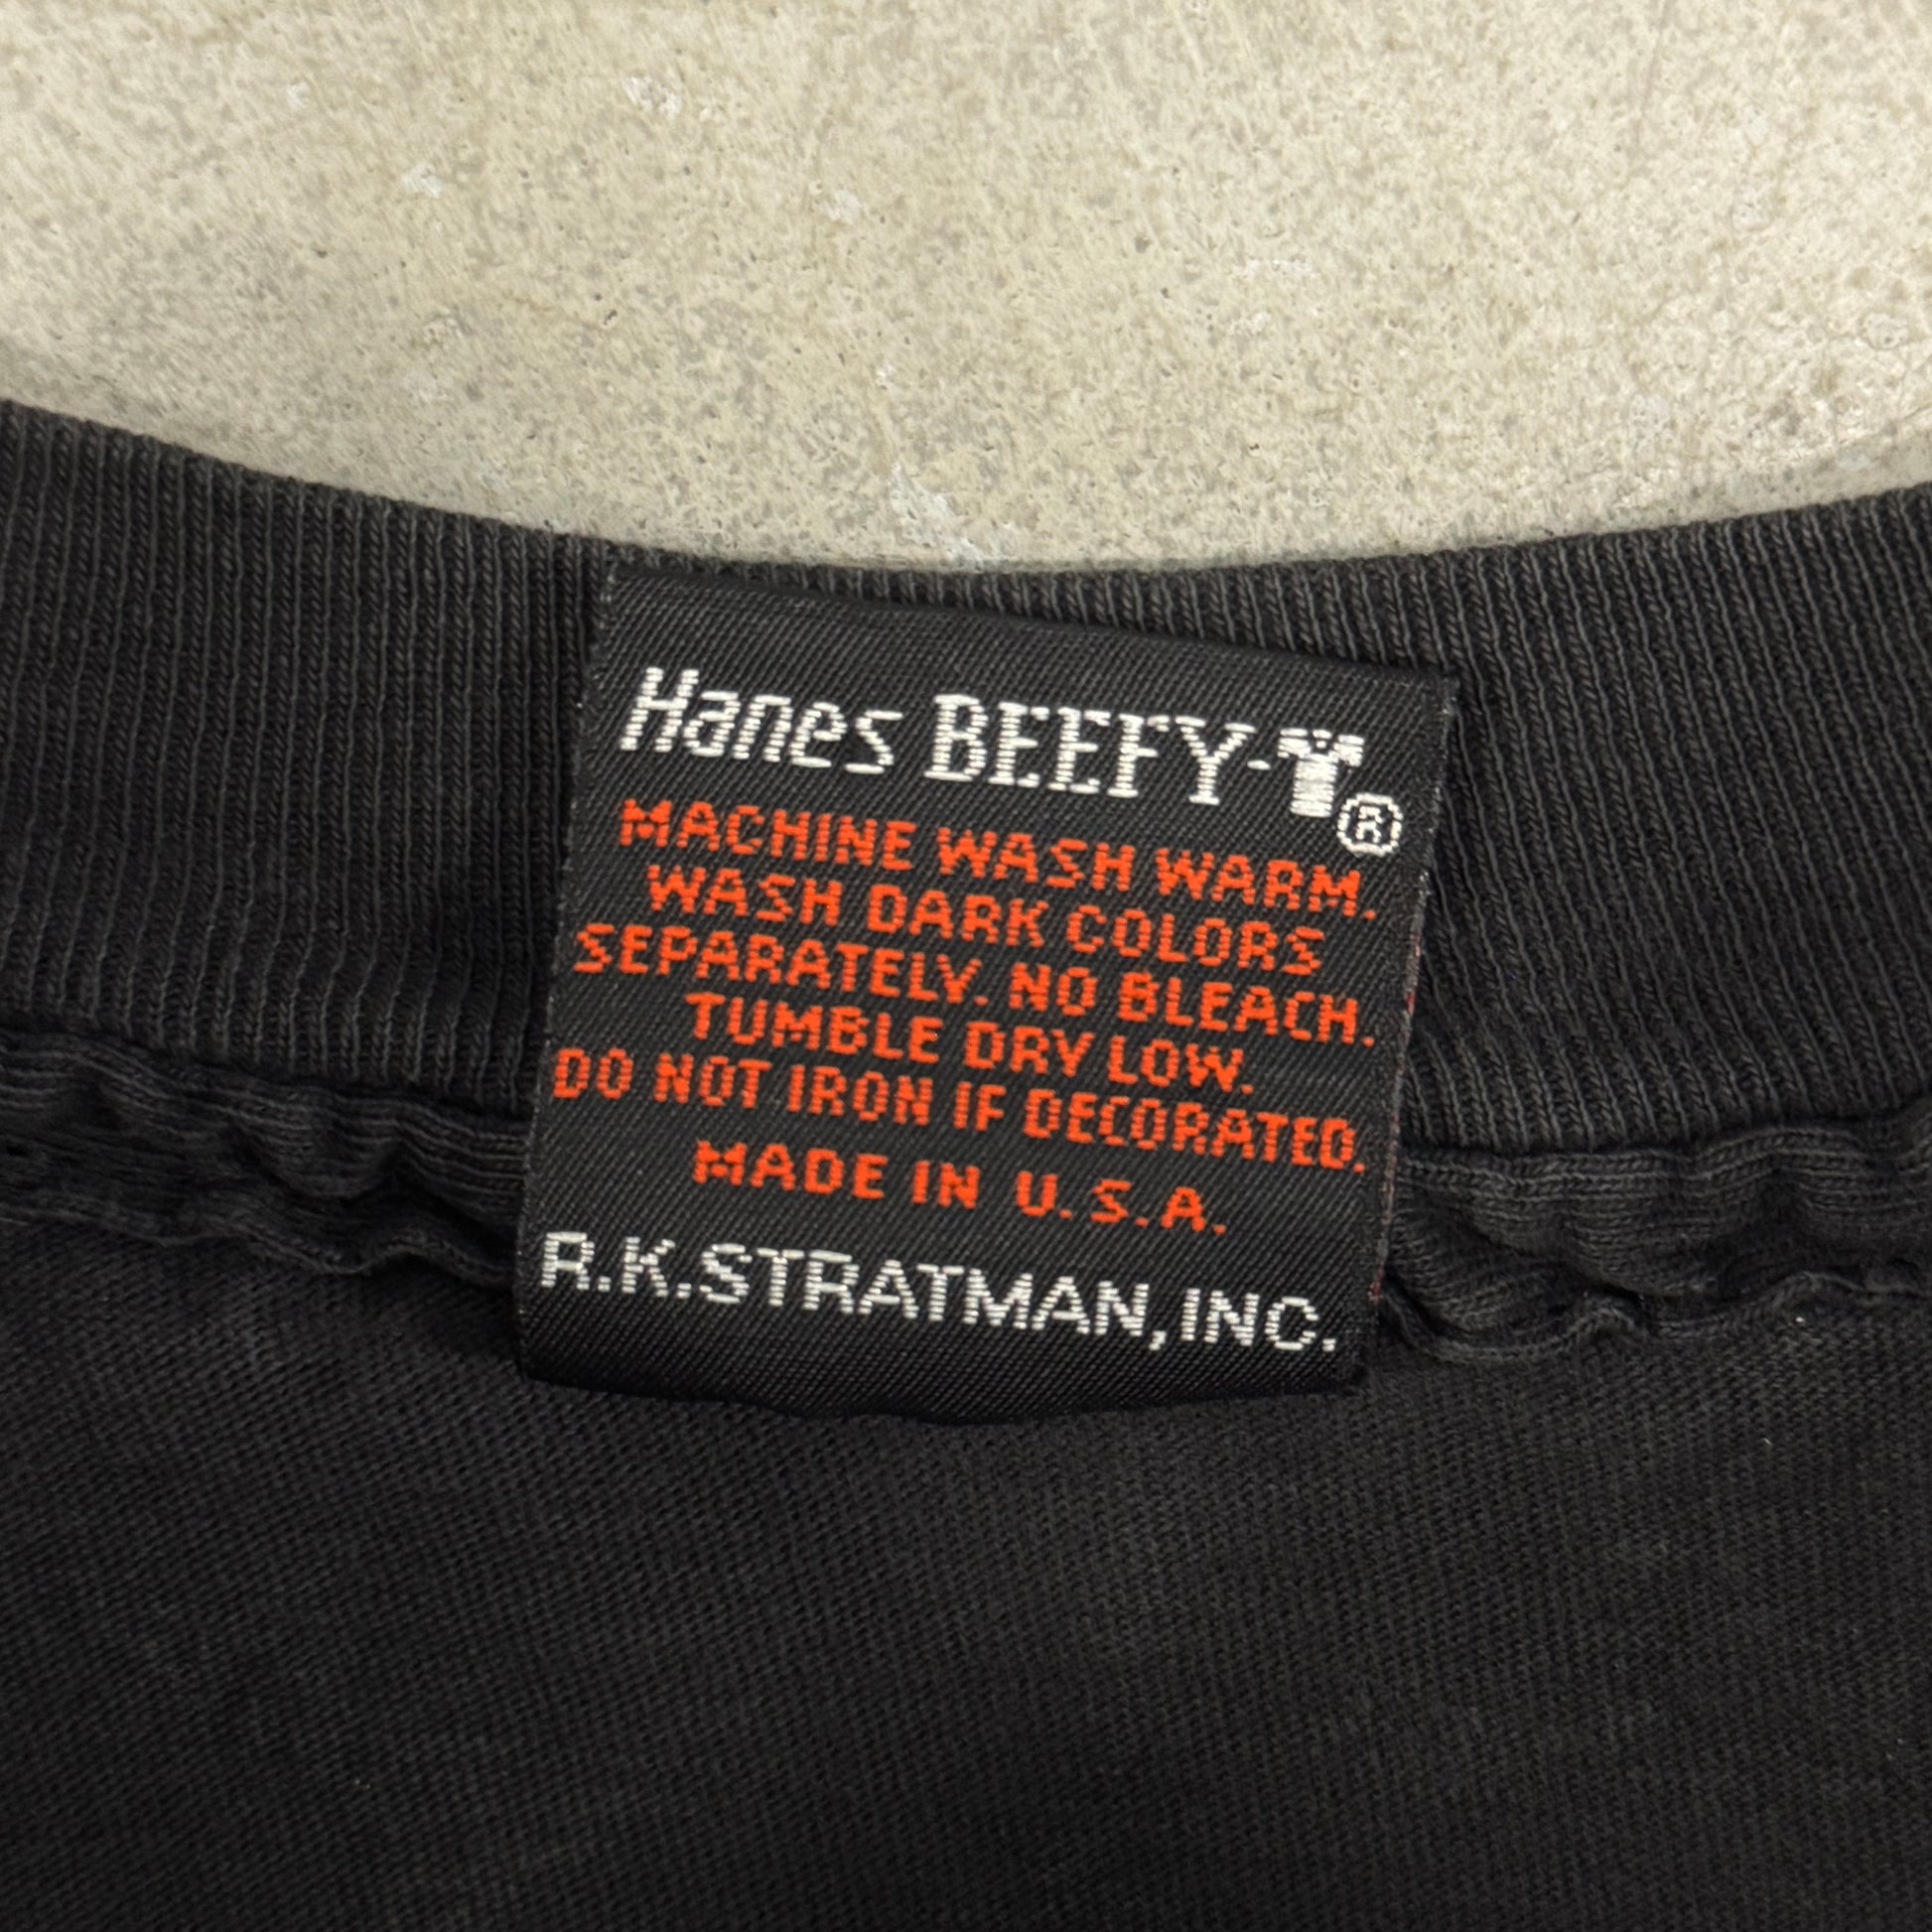 Hanes BEEFY-T®
MACHINE WASH WARM.
WASH DARK COLORS
SEPARATELY. NO BLEACH.
TUMBLE DRY LOW.
DO NOT IRON IF DECORATED.
MADE IN U.S.A.
R.K.STRATMAN, INC.